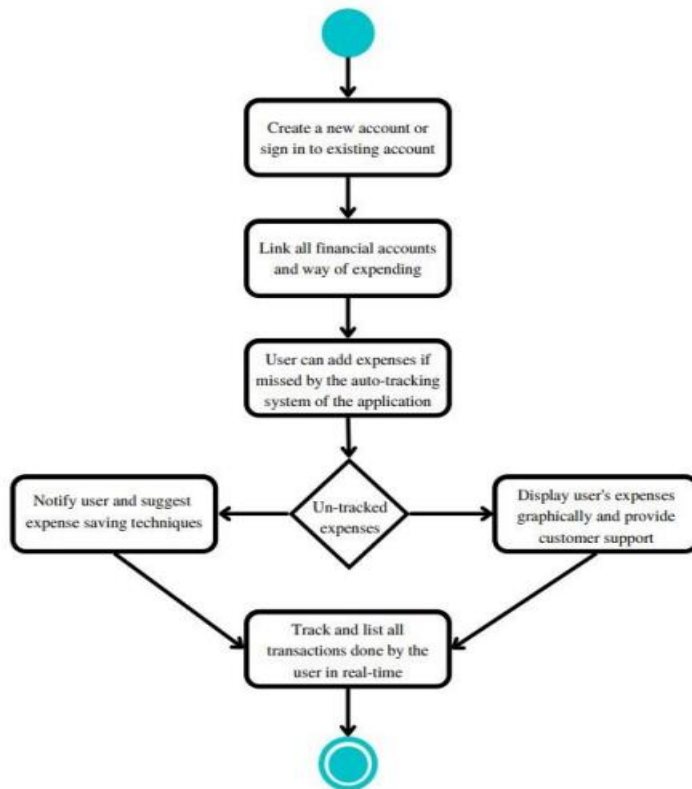 Create a new account or
sign in to existing account
Link all financial accounts
and way of expending
User can add expenses if
missed by the auto-tracking
system of the application
Notify user and suggest
expense saving techniques
Un-tracked
expenses
Display user's expenses
graphically and provide
customer support
Track and list all
transactions done by the
user in real-time